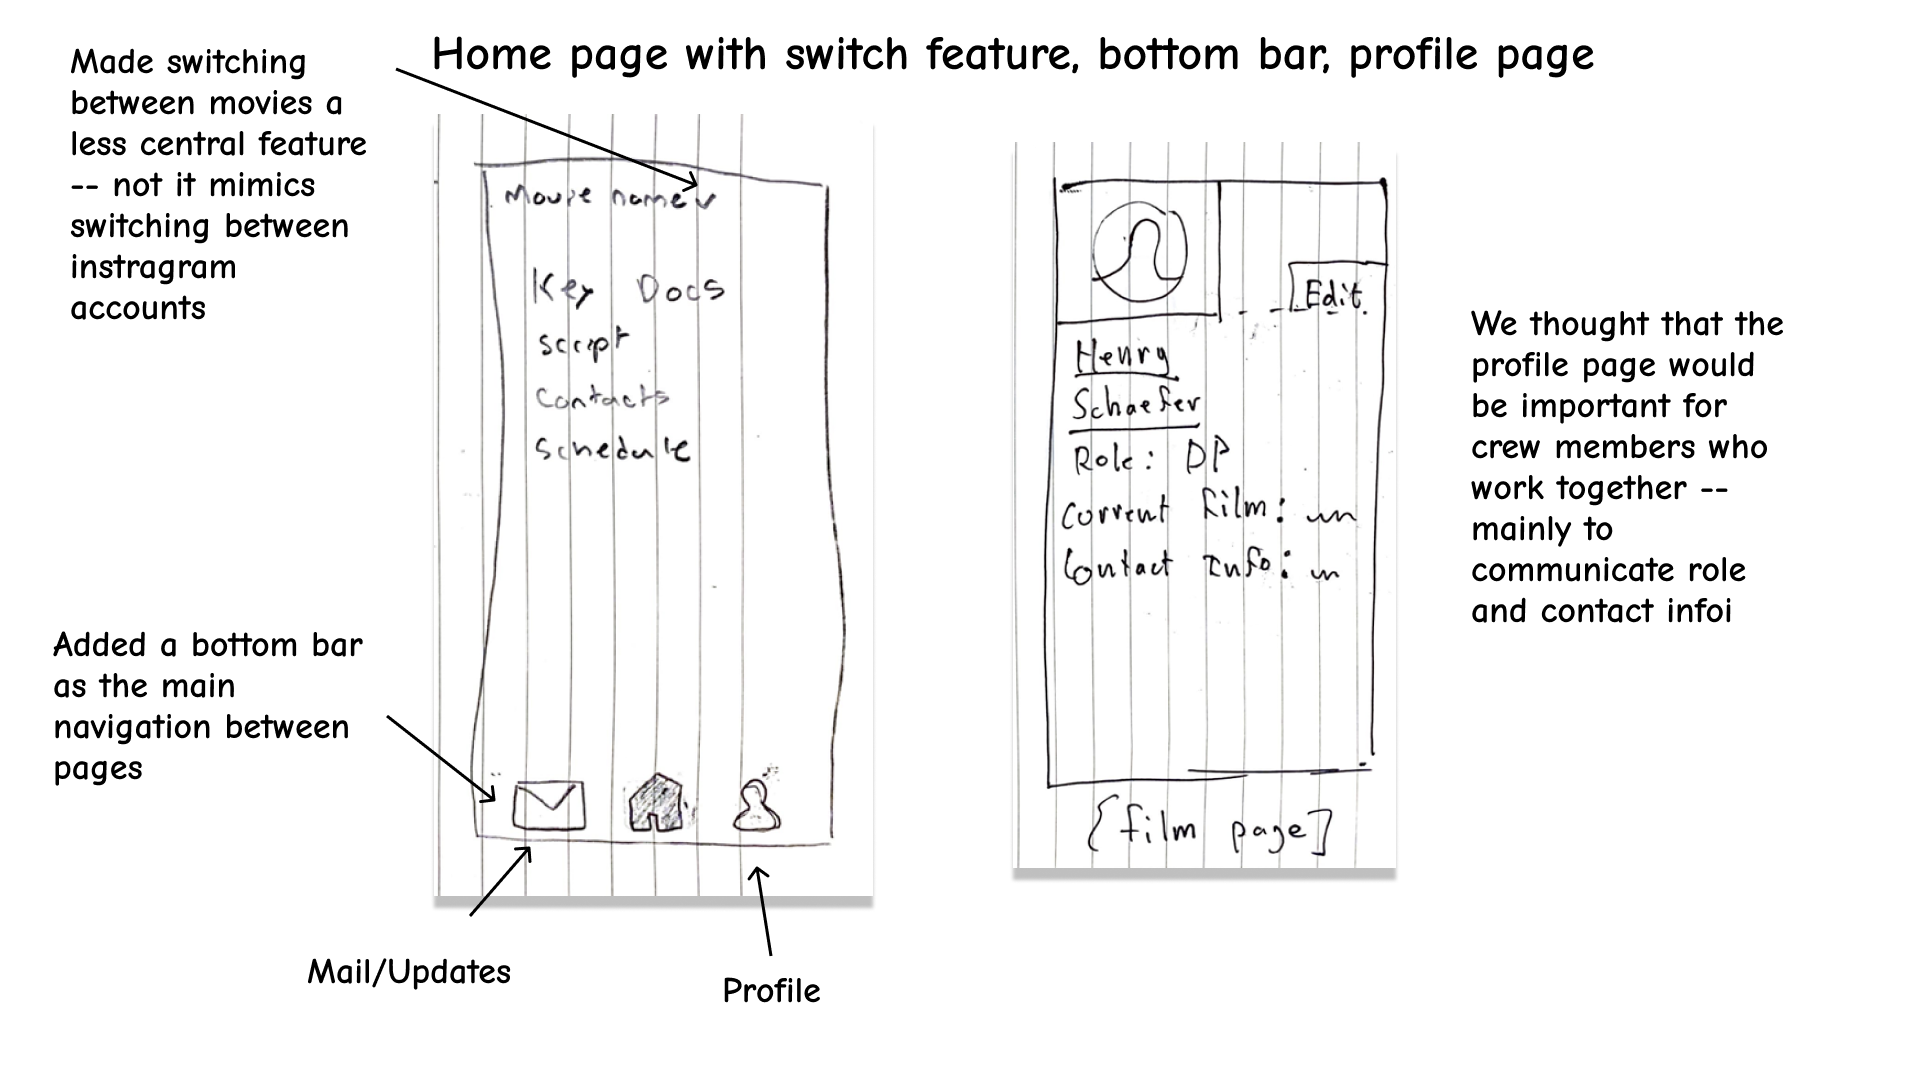 Home page with switch feature, bottom bar, profile page
Made switching
between movies a
less central feature
-- not it mimics
switching between
instragram
accounts
Movie name
Key Docs
script
Contacts
Schedule
Added a bottom bar
as the main
navigation between
pages
Mail/Updates
Profile
Edit
Henry
Schaefer
Role: DP
Current film:
Contact Info:
{film page]
We thought that the
profile page would
be important for
crew members who
work together --
mainly to
communicate role
and contact infoi